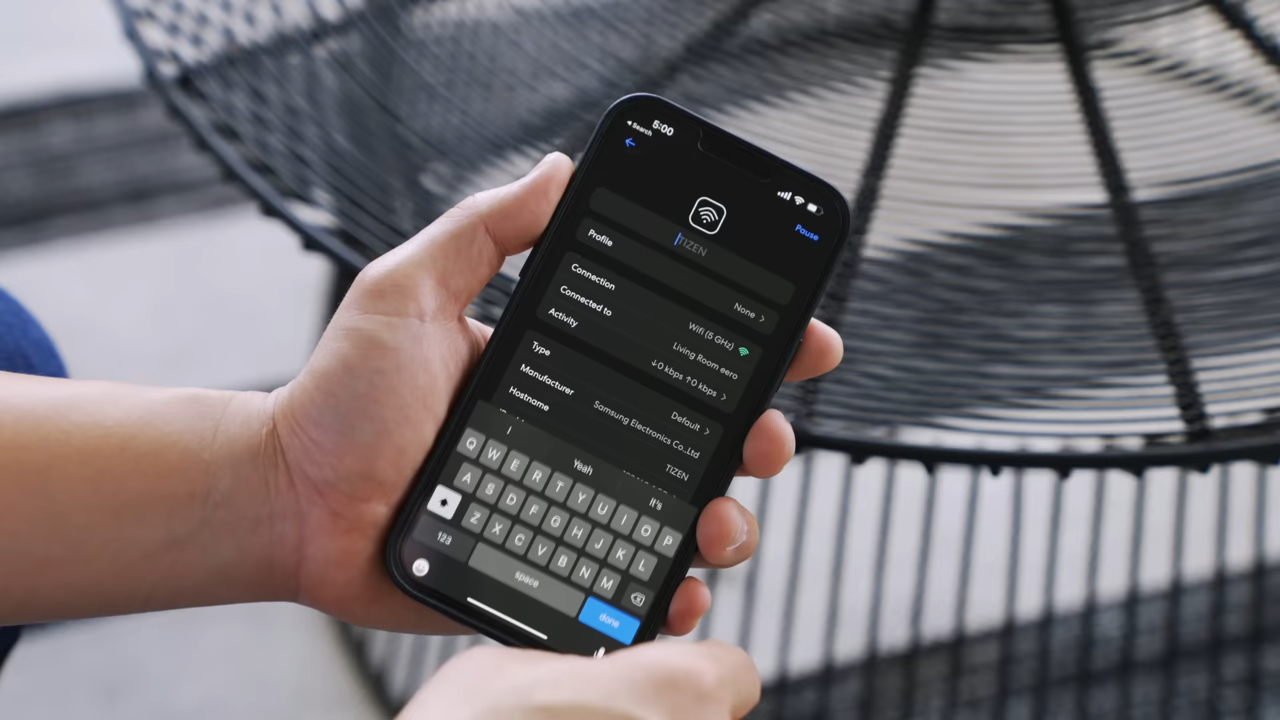 ◀ Search
5:00
Pause
TIZEN
Profile
None >
Connection
Wifi (5 GHz)
Connected to
Living Room eero
Activity
↓0 kbps ↑0 kbps >
Type
Default >
Manufacturer
Samsung Electronics Co.,Ltd
Hostname
TIZEN
I
Yeah
It's
Q W E R T Y U I O P
A S D F G H J K L
Z X C V B N M
123
space
done